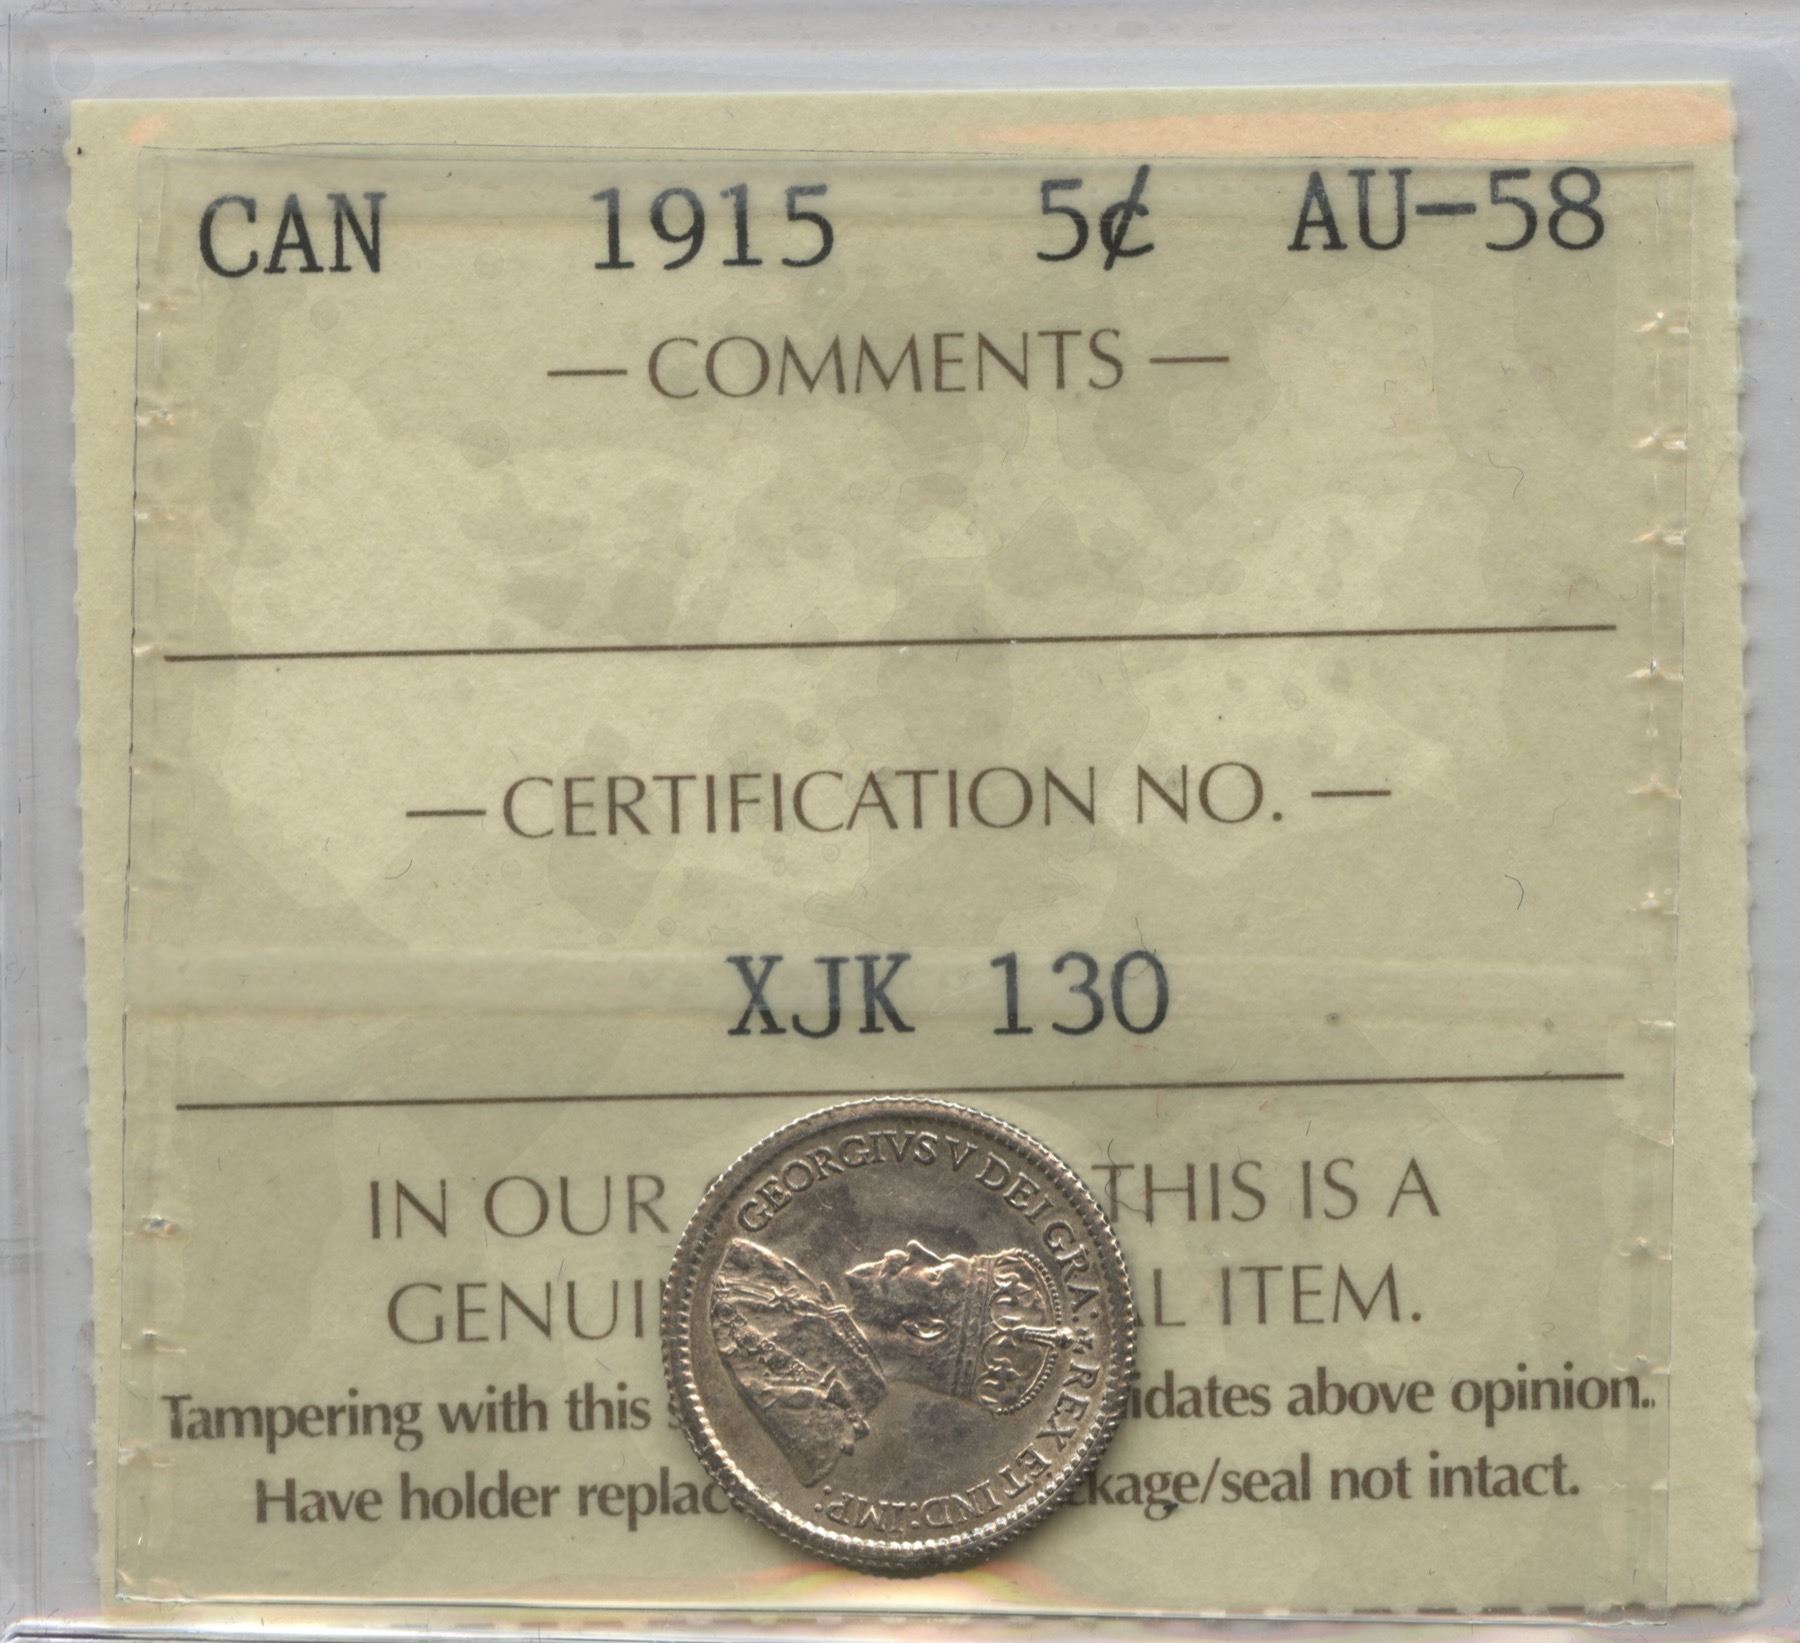 CAN 1915 5¢ AU-58
— COMMENTS —
— CERTIFICATION NO. —
XJK 130
IN OUR THIS IS A
GENUI AL ITEM.
Tampering with this s idates above opinion.
Have holder replac kage/seal not intact.
GEORGIVS V DEI GRA: REX ET IND:IMP: